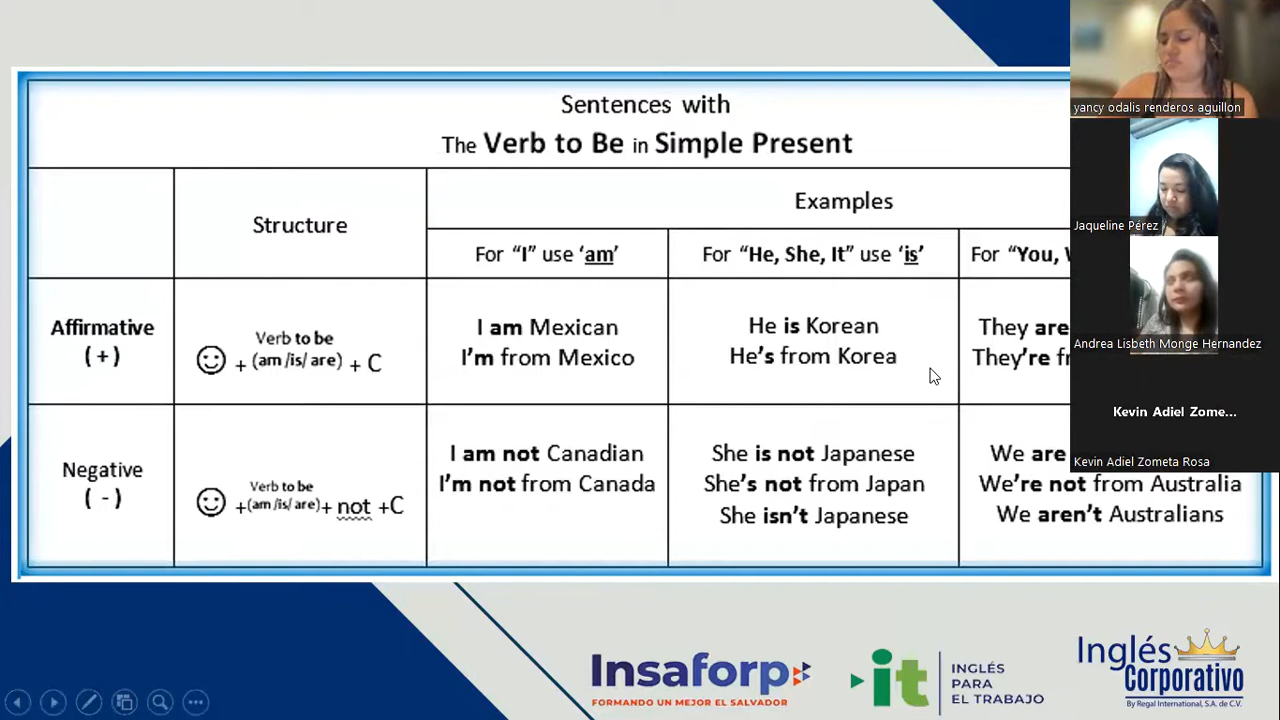 Sentences with
The Verb to Be in Simple Present
Structure
Examples
For "I" use 'am'
For "He, She, It" use 'is'
For "You,
Affirmative
( + )
Verb to be
+ (am /is/ are) + C
I am Mexican
I'm from Mexico
He is Korean
He's from Korea
They are
They're
Negative
( - )
Verb to be
+(am/is/ are)+ not +C
I am not Canadian
I'm not from Canada
She is not Japanese
She's not from Japan
She isn't Japanese
We are
We're not from Australia
We aren't Australians
yancy odalis renderos aguillon
Jaqueline Pérez
Andrea Lisbeth Monge Hernandez
Kevin Adiel Zome...
Kevin Adiel Zometa Rosa
Insaforp
FORMANDO UN MEJOR EL SALVADOR
it
INGLÉS
PARA
EL TRABAJO
Inglés
Corporativo
By Regal International, S.A. de C.V.